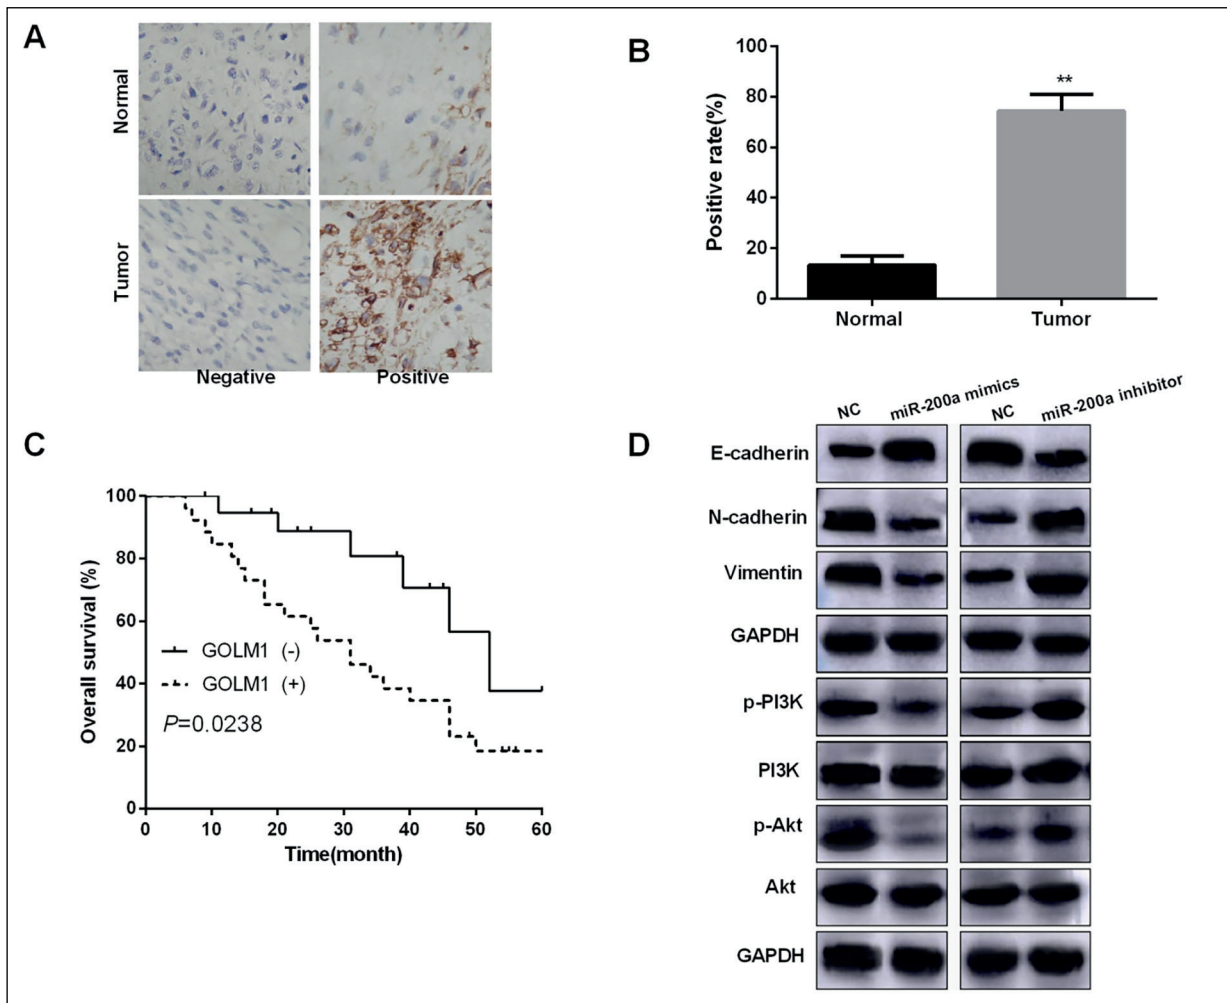 A
Normal
Tumor
Negative
Positive
B
Positive rate(%)
100
80
60
40
20
0
**
Normal
Tumor
C
Overall survival (%)
100
80
60
40
20
0
GOLM1 (-)
GOLM1 (+)
P=0.0238
0 10 20 30 40 50 60
Time(month)
D
NC miR-200a mimics NC miR-200a inhibitor
E-cadherin
N-cadherin
Vimentin
GAPDH
p-PI3K
PI3K
p-Akt
Akt
GAPDH